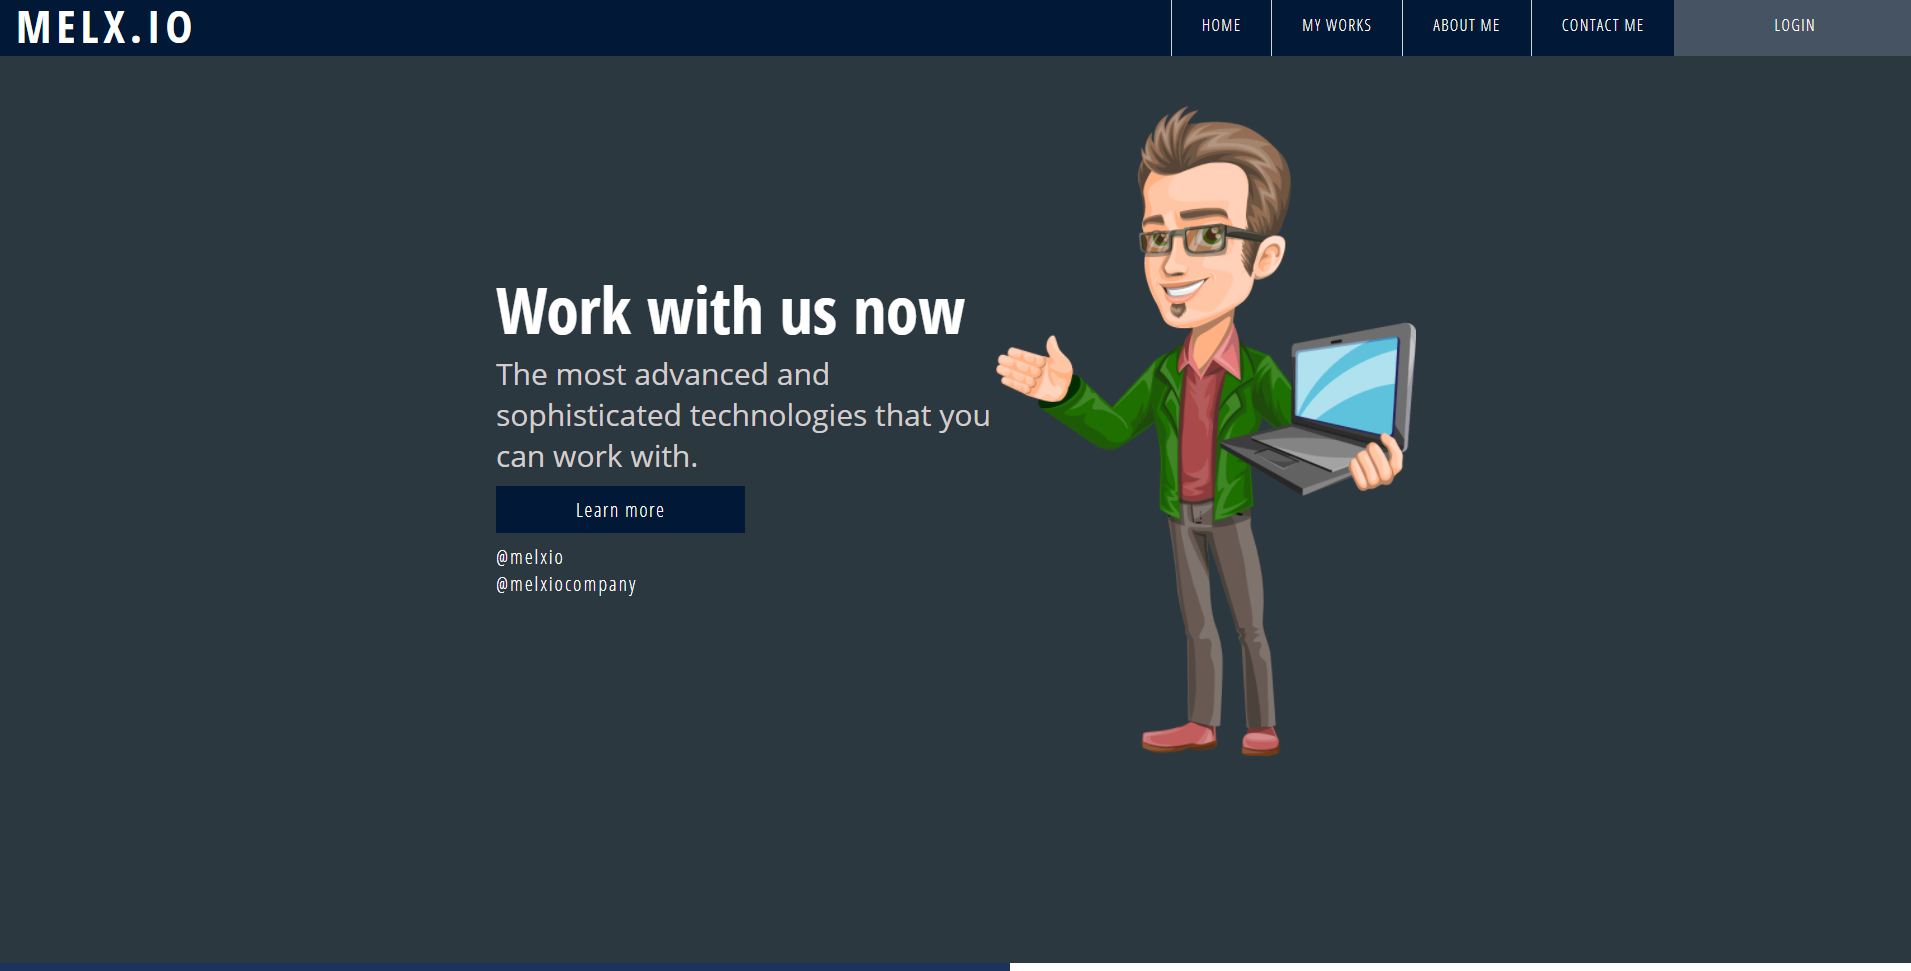 MELX.IO
HOME
MY WORKS
ABOUT ME
CONTACT ME
LOGIN
Work with us now
The most advanced and
sophisticated technologies that you
can work with.
Learn more
@melxio
@melxiocompany